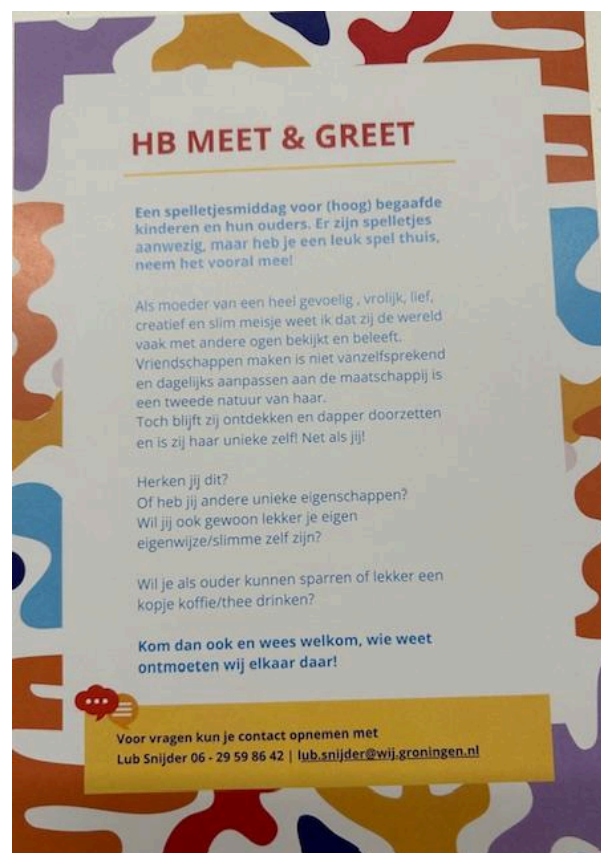 HB MEET & GREET
Een spelletjesmiddag voor (hoog) begaafde
kinderen en hun ouders. Er zijn spelletjes
aanwezig, maar heb je een leuk spel thuis,
neem het vooral mee!
Als moeder van een heel gevoelig , vrolijk, lief,
creatief en slim meisje weet ik dat zij de wereld
vaak met andere ogen bekijkt en beleeft.
Vriendschappen maken is niet vanzelfsprekend
en dagelijks aanpassen aan de maatschappij is
een tweede natuur van haar.
Toch blijft zij ontdekken en dapper doorzetten
en is zij haar unieke zelf! Net als jij!
Herken jij dit?
Of heb jij andere unieke eigenschappen?
Wil jij ook gewoon lekker je eigen
eigenwijze/slimme zelf zijn?
Wil je als ouder kunnen sparren of lekker een
kopje koffie/thee drinken?
Kom dan ook en wees welkom, wie weet
ontmoeten wij elkaar daar!
Voor vragen kun je contact opnemen met
Lub Snijder 06 - 29 59 86 42 | lub.snijder@wij.groningen.nl